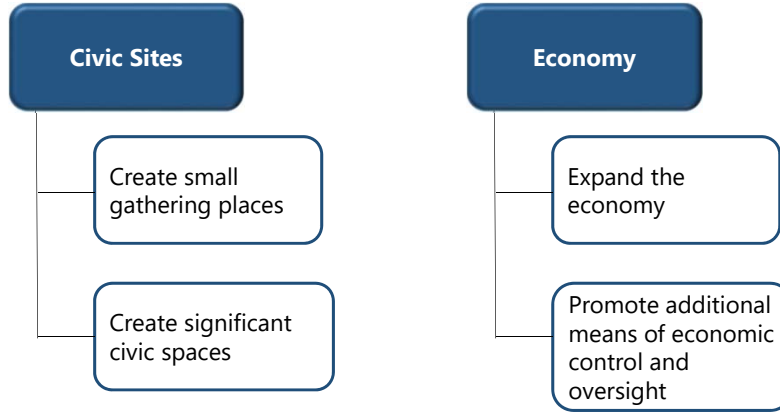 Civic Sites
Create small
gathering places
Create significant
civic spaces
Economy
Expand the
economy
Promote additional
means of economic
control and
oversight